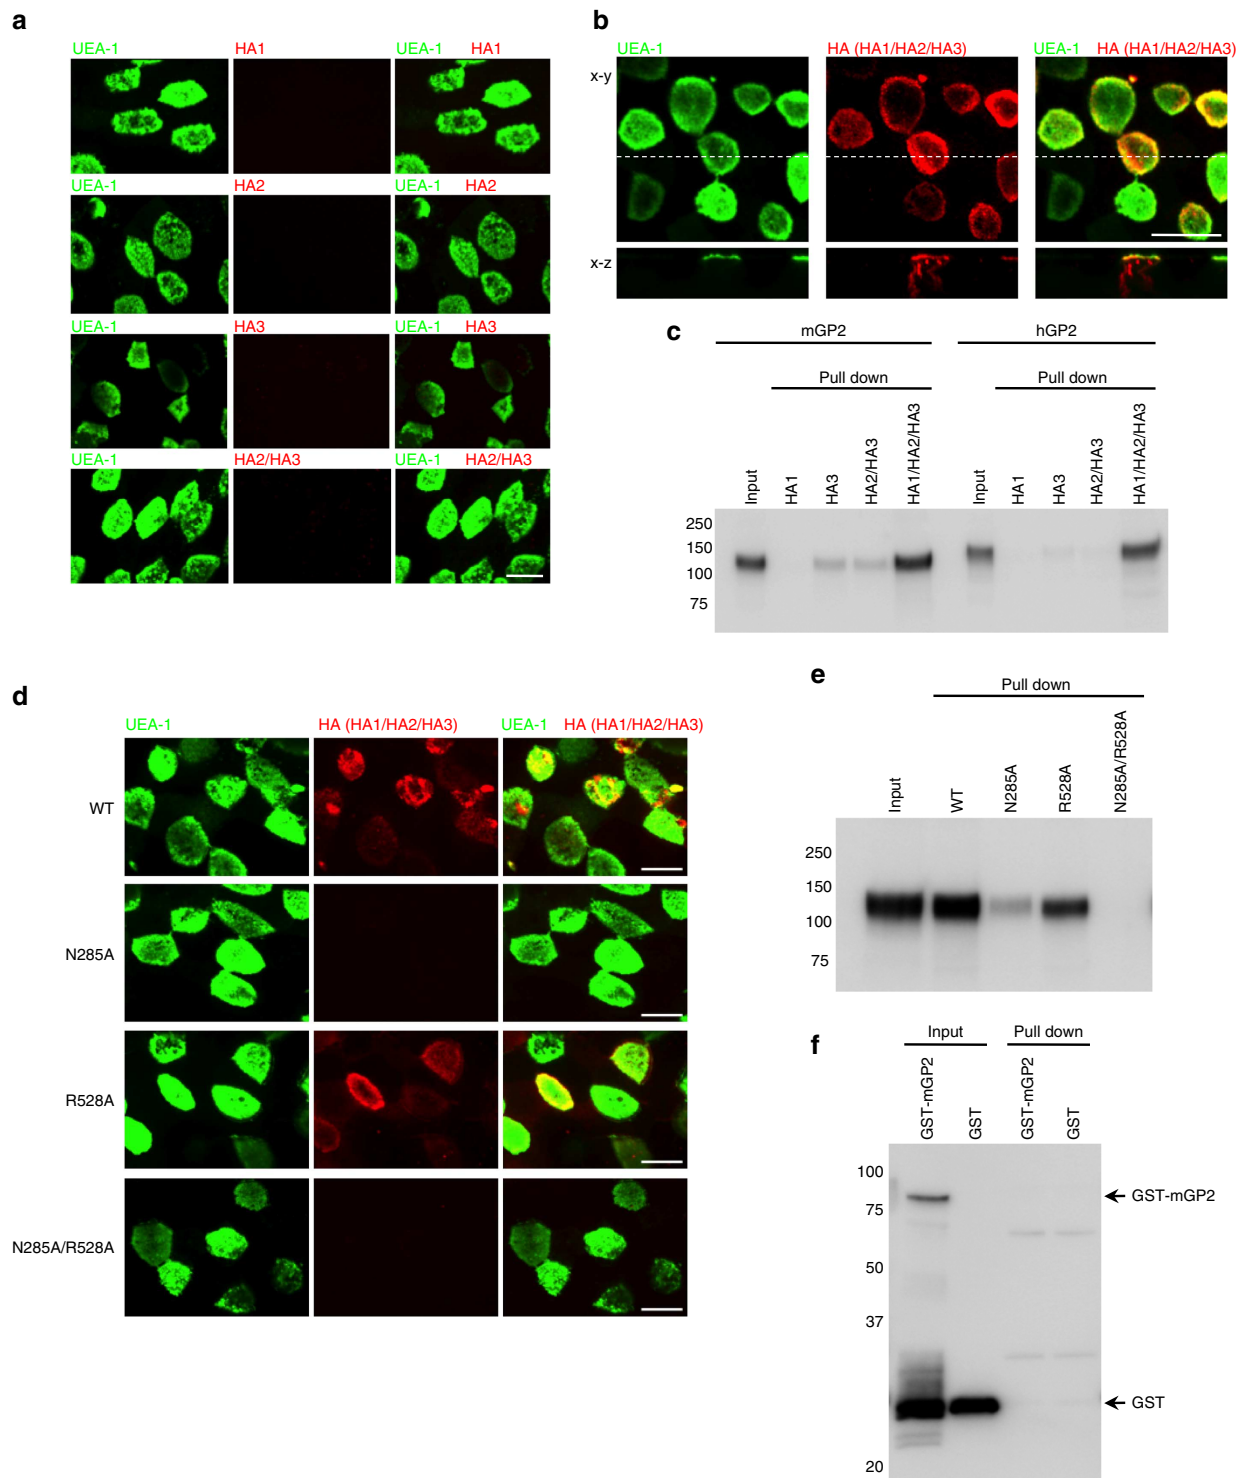 a
UEA-1 HA1 UEA-1 HA1
UEA-1 HA2 UEA-1 HA2
UEA-1 HA3 UEA-1 HA3
UEA-1 HA2/HA3 UEA-1 HA2/HA3
b
UEA-1 HA (HA1/HA2/HA3) UEA-1 HA (HA1/HA2/HA3)
x-y
x-z
c
mGP2 hGP2
Pull down Pull down
Input HA1 HA3 HA2/HA3 HA1/HA2/HA3 Input HA1 HA3 HA2/HA3 HA1/HA2/HA3
250
150
100
75
d
UEA-1 HA (HA1/HA2/HA3) UEA-1 HA (HA1/HA2/HA3)
WT
N285A
R528A
N285A/R528A
e
Pull down
Input WT N285A R528A N285A/R528A
250
150
100
75
f
Input Pull down
GST-mGP2 GST GST-mGP2 GST
100
75
50
37
20
GST-mGP2
GST